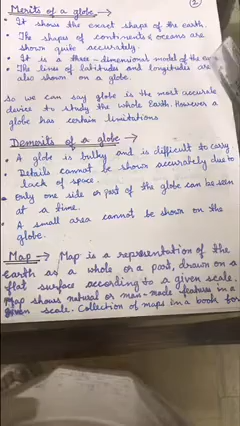 2
Merits of a globe →
• It shows the exact shape of the earth.
• The shapes of continents & oceans are
shown quite accurately.
• It is a three-dimensional model of the
• The lines of latitudes and longitudes are
also shown on a globe.
So we can say globe is the most accurate
device to study the whole Earth. However a
globe has certain limitations
Demerits of a globe →
• A globe is bulky and is difficult to carry
• Details cannot be shown accurately due to
lack of space.
• only one side or part of the globe can be seen
at a time.
• A small area cannot be shown on the
globe.
Map → Map is a representation of the
Earth as a whole or a part, drawn on a
flat surface according to a given scale.
Map shows natural or man-made features in a
given scale. Collection of maps in a book for